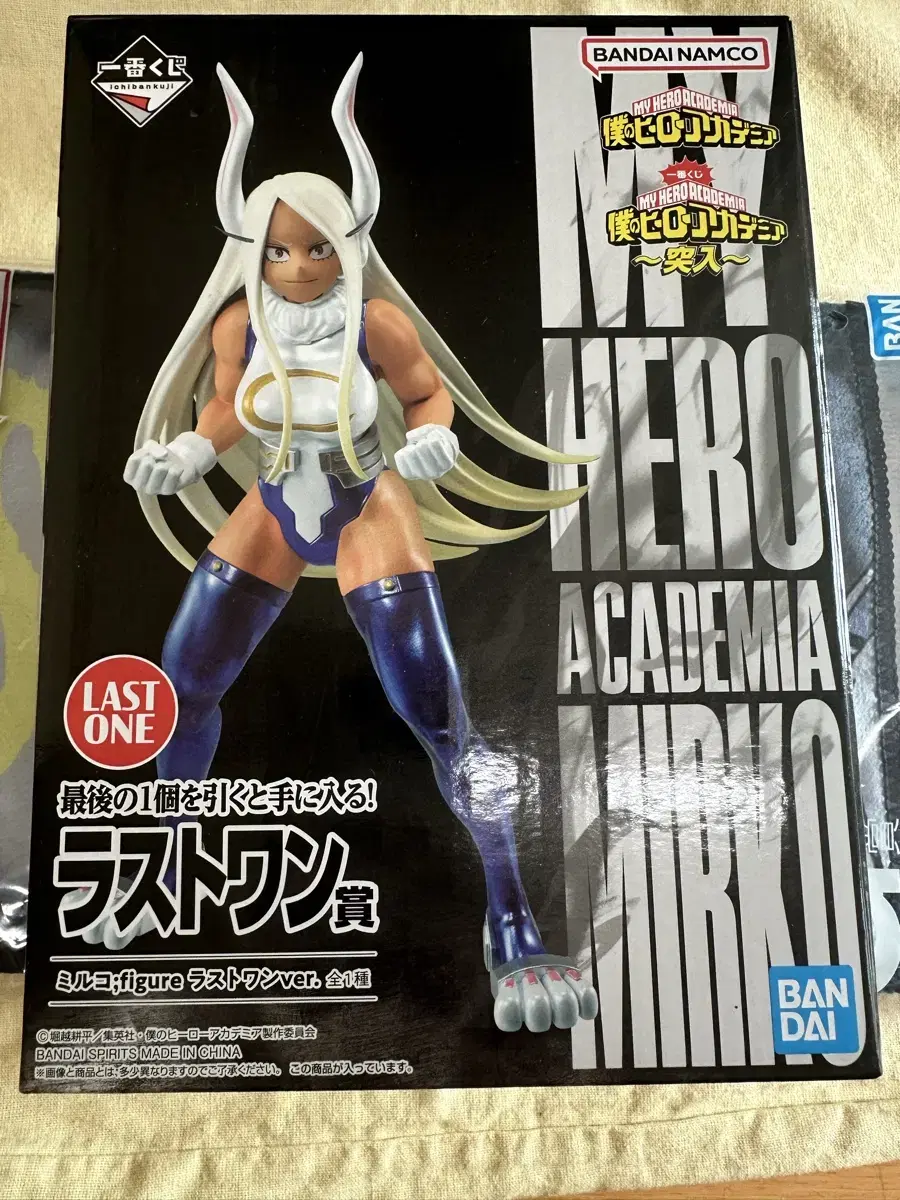 一番くじ
ichibankuji
BANDAI NAMCO
MY HERO ACADEMIA
僕のヒーローアカデミア
一番くじ
MY HERO ACADEMIA
僕のヒーローアカデミア
～突入～
MY
HERO
ACADEMIA
MIRKO
LAST
ONE
最後の1個を引くと手に入る!
ラストワン賞
ミルコ;figure ラストワンver. 全1種
©堀越耕平／集英社・僕のヒーローアカデミア製作委員会
BANDAI SPIRITS MADE IN CHINA
※画像と商品とは、多少異なりますのでご了承ください。 この商品が入っています。
BAN
DAI
BAN